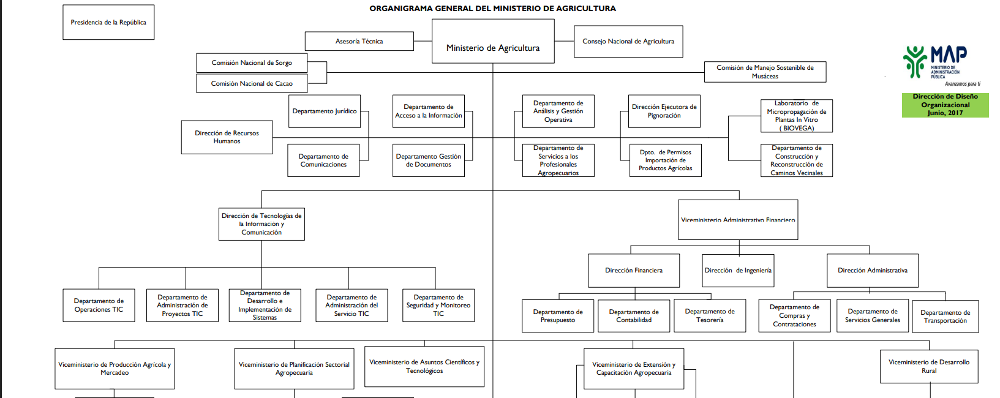 ORGANIGRAMA GENERAL DEL MINISTERIO DE AGRICULTURA
Presidencia de la República
Asesoría Técnica
Ministerio de Agricultura
Consejo Nacional de Agricultura
Comisión Nacional de Sorgo
Comisión Nacional de Cacao
Comisión de Manejo Sostenible de
Musáceas
MAP
MINISTERIO DE
ADMINISTRACIÓN
PÚBLICA
Avanzamos para ti
Dirección de Diseño
Organizacional
Junio, 2017
Departamento Jurídico
Departamento de
Acceso a la Información
Departamento de
Análisis y Gestión
Operativa
Dirección Ejecutora de
Pignoración
Laboratorio de
Micropropagación de
Plantas In Vitro
( BIOVEGA)
Dirección de Recursos
Humanos
Departamento de
Comunicaciones
Departamento Gestión
de Documentos
Departamento de
Servicios a los
Profesionales
Agropecuarios
Dpto. de Permisos
Importación de
Productos Agrícolas
Departamento de
Construcción y
Reconstrucción de
Caminos Vecinales
Dirección de Tecnologías de
la Información y
Comunicación
Viceministerio Administrativo Financiero
Dirección Financiera
Dirección de Ingeniería
Dirección Administrativa
Departamento de
Operaciones TIC
Departamento de
Administración de
Proyectos TIC
Departamento de
Desarrollo e
Implementación de
Sistemas
Departamento de
Administración del
Servicio TIC
Departamento de
Seguridad y Monitoreo
TIC
Departamento de
Presupuesto
Departamento de
Contabilidad
Departamento de
Tesorería
Departamento de
Compras y
Contrataciones
Departamento de
Servicios Generales
Departamento de
Transportación
Viceministerio de Producción Agrícola y
Mercadeo
Viceministerio de Planificación Sectorial
Agropecuaria
Viceministerio de Asuntos Científicos y
Tecnológicos
Viceministerio de Extensión y
Capacitación Agropecuaria
Viceministerio de Desarrollo
Rural